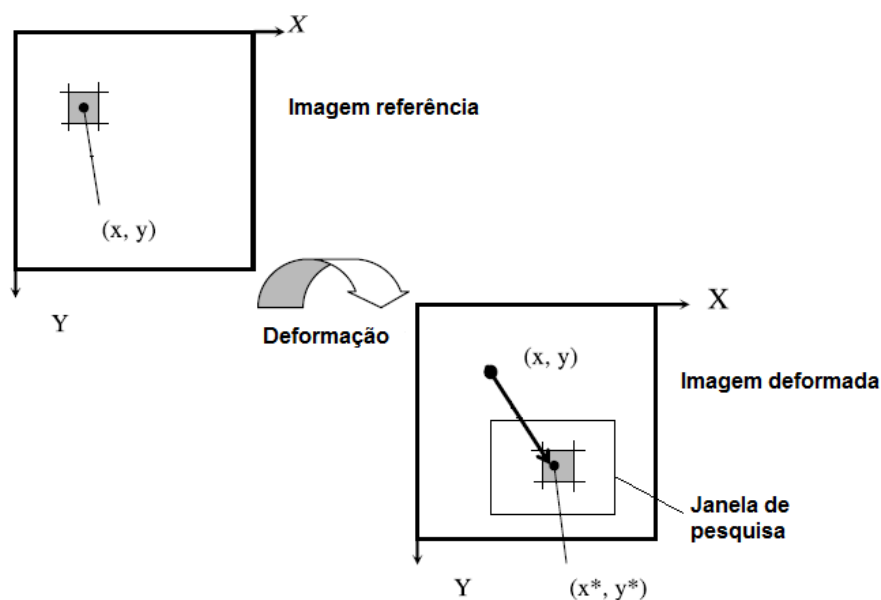 X
Imagem referência
(x, y)
Y
Deformação
X
(x, y)
Imagem deformada
Janela de
pesquisa
Y
(x*, y*)